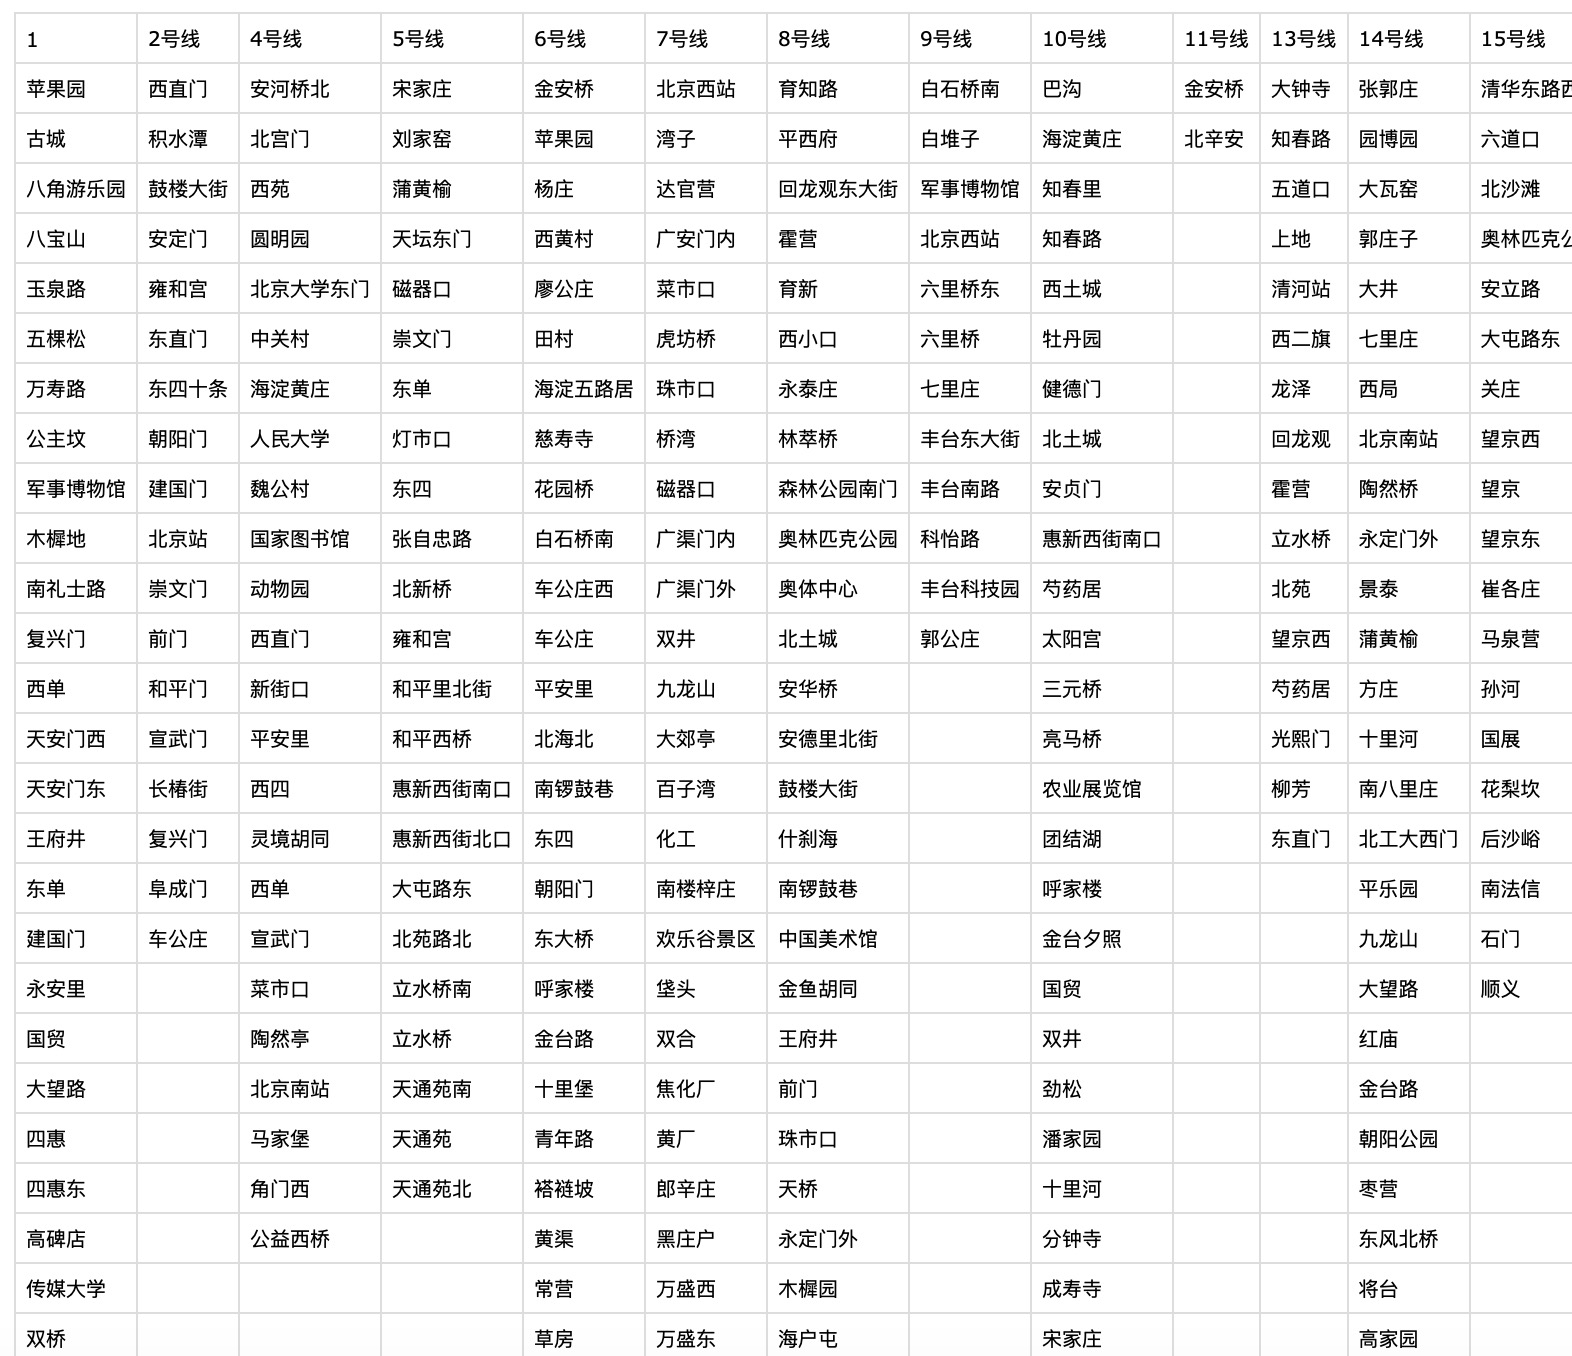 1 2号线 4号线 5号线 6号线 7号线 8号线 9号线 10号线 11号线 13号线 14号线 15号线
苹果园 西直门 安河桥北 宋家庄 金安桥 北京西站 育知路 白石桥南 巴沟 金安桥 大钟寺 张郭庄 清华东路西
古城 积水潭 北宫门 刘家窑 苹果园 湾子 平西府 白堆子 海淀黄庄 北辛安 知春路 园博园 六道口
八角游乐园 鼓楼大街 西苑 蒲黄榆 杨庄 达官营 回龙观东大街 军事博物馆 知春里 五道口 大瓦窑 北沙滩
八宝山 安定门 圆明园 天坛东门 西黄村 广安门内 霍营 北京西站 知春路 上地 郭庄子 奥林匹克公
玉泉路 雍和宫 北京大学东门 磁器口 廖公庄 菜市口 育新 六里桥东 西土城 清河站 大井 安立路
五棵松 东直门 中关村 崇文门 田村 虎坊桥 西小口 六里桥 牡丹园 西二旗 七里庄 大屯路东
万寿路 东四十条 海淀黄庄 东单 海淀五路居 珠市口 永泰庄 七里庄 健德门 龙泽 西局 关庄
公主坟 朝阳门 人民大学 灯市口 慈寿寺 桥湾 林萃桥 丰台东大街 北土城 回龙观 北京南站 望京西
军事博物馆 建国门 魏公村 东四 花园桥 磁器口 森林公园南门 丰台南路 安贞门 霍营 陶然桥 望京
木樨地 北京站 国家图书馆 张自忠路 白石桥南 广渠门内 奥林匹克公园 科怡路 惠新西街南口 立水桥 永定门外 望京东
南礼士路 崇文门 动物园 北新桥 车公庄西 广渠门外 奥体中心 丰台科技园 芍药居 北苑 景泰 崔各庄
复兴门 前门 西直门 雍和宫 车公庄 双井 北土城 郭公庄 太阳宫 望京西 蒲黄榆 马泉营
西单 和平门 新街口 和平里北街 平安里 九龙山 安华桥 三元桥 芍药居 方庄 孙河
天安门西 宣武门 平安里 和平西桥 北海北 大郊亭 安德里北街 亮马桥 光熙门 十里河 国展
天安门东 长椿街 西四 惠新西街南口 南锣鼓巷 百子湾 鼓楼大街 农业展览馆 柳芳 南八里庄 花梨坎
王府井 复兴门 灵境胡同 惠新西街北口 东四 化工 什刹海 团结湖 东直门 北工大西门 后沙峪
东单 阜成门 西单 大屯路东 朝阳门 南楼梓庄 南锣鼓巷 呼家楼 平乐园 南法信
建国门 车公庄 宣武门 北苑路北 东大桥 欢乐谷景区 中国美术馆 金台夕照 九龙山 石门
永安里 菜市口 立水桥南 呼家楼 垡头 金鱼胡同 国贸 大望路 顺义
国贸 陶然亭 立水桥 金台路 双合 王府井 双井 红庙
大望路 北京南站 天通苑南 十里堡 焦化厂 前门 劲松 金台路
四惠 马家堡 天通苑 青年路 黄厂 珠市口 潘家园 朝阳公园
四惠东 角门西 天通苑北 褡裢坡 郎辛庄 天桥 十里河 枣营
高碑店 公益西桥 黄渠 黑庄户 永定门外 分钟寺 东风北桥
传媒大学 常营 万盛西 木樨园 成寿寺 将台
双桥 草房 万盛东 海户屯 宋家庄 高家园